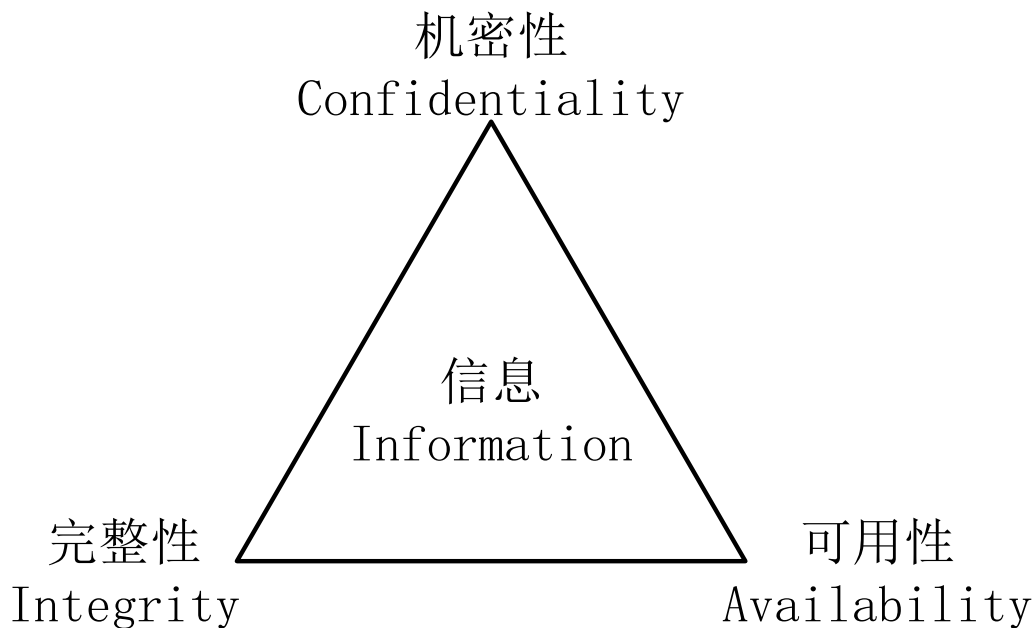 机密性
Confidentiality
信息
Information
完整性
Integrity
可用性
Availability